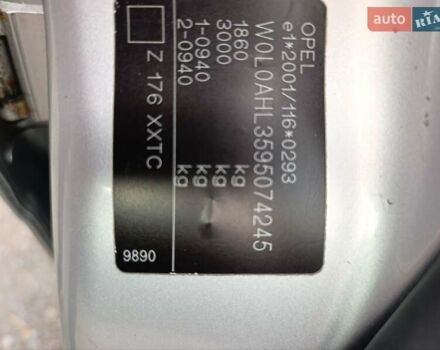 OPEL
e1*2001/116*0293
W0L0AHL3595074245
1860 kg
3000 kg
1-0940 kg
2-0940 kg
Z 176 XXTC
9890
auto RIA